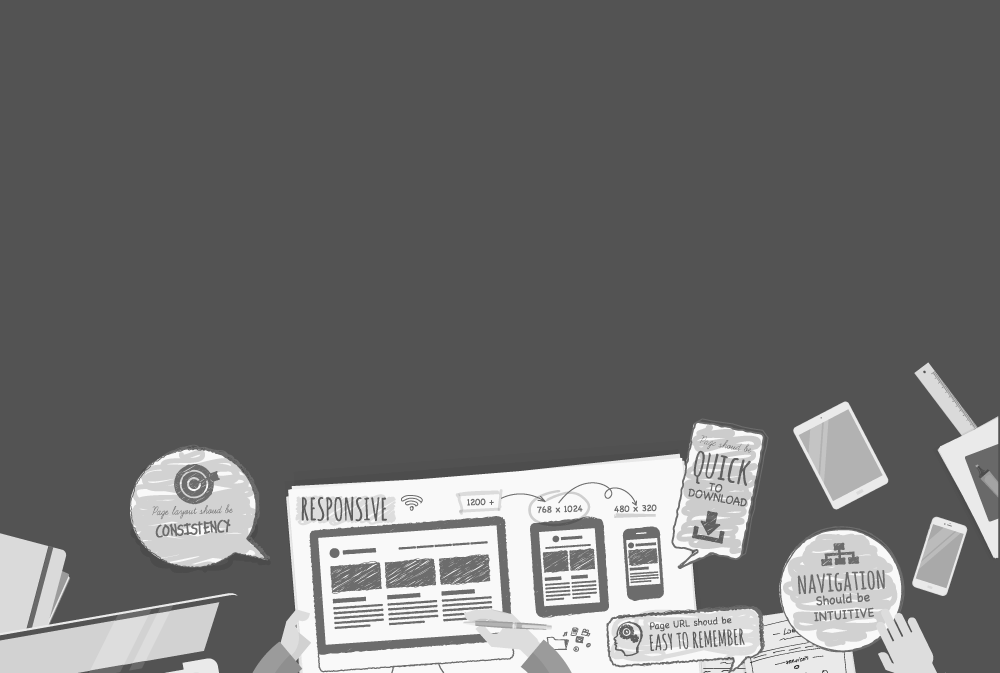 Page layout shoud be
CONSISTENCY
RESPONSIVE
1200 +
768 x 1024
480 x 320
Page shoud be
QUICK
TO
DOWNLOAD
Page URL shoud be
EASY TO REMEMBER
NAVIGATION
Should be
INTUITIVE